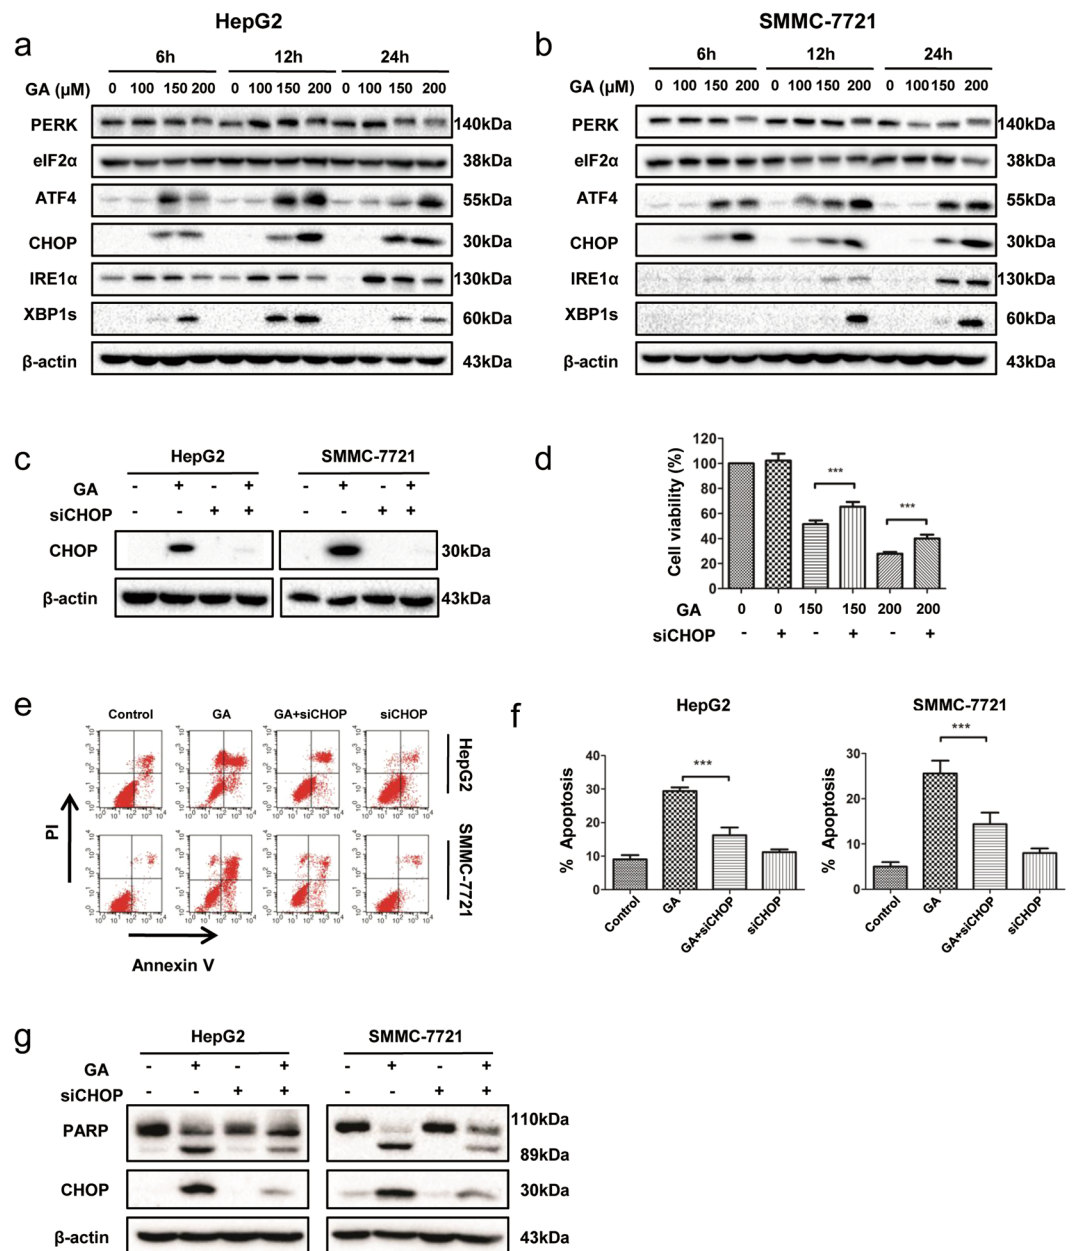 HepG2
SMMC-7721
a
6h 12h 24h
GA (μM) 0 100 150 200 0 100 150 200 0 100 150 200
PERK 140kDa
eIF2α 38kDa
ATF4 55kDa
CHOP 30kDa
IRE1α 130kDa
XBP1s 60kDa
β-actin 43kDa
b
6h 12h 24h
GA (μM) 0 100 150 200 0 100 150 200 0 100 150 200
PERK 140kDa
eIF2α 38kDa
ATF4 55kDa
CHOP 30kDa
IRE1α 130kDa
XBP1s 60kDa
β-actin 43kDa
c
HepG2 SMMC-7721
GA - + - + - + - +
siCHOP - - + + - - + +
CHOP 30kDa
β-actin 43kDa
d
Cell viability (%)
120
100
80
60
40
20
0
*** ***
GA 0 0 150 150 200 200
siCHOP - + - + - +
e
Control GA GA+siCHOP siCHOP
HepG2
SMMC-7721
PI
Annexin V
f
HepG2
% Apoptosis
40
30
20
10
0
***
Control GA GA+siCHOP siCHOP
SMMC-7721
% Apoptosis
30
20
10
0
***
Control GA GA+siCHOP siCHOP
g
HepG2 SMMC-7721
GA - + - + - + - +
siCHOP - - + + - - + +
PARP 110kDa
89kDa
CHOP 30kDa
β-actin 43kDa